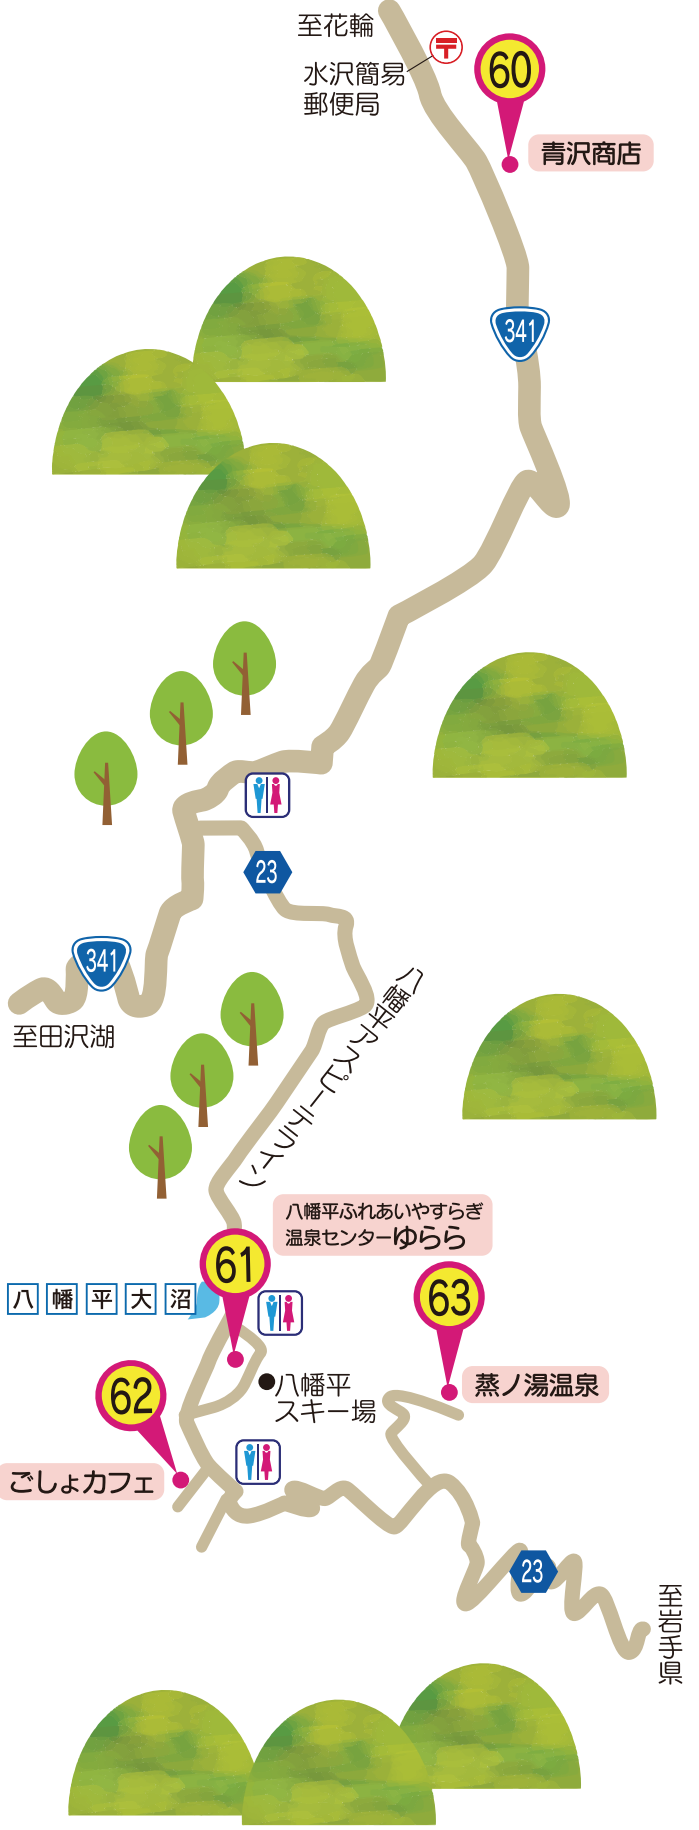 至花輪
水沢簡易
郵便局
60
青沢商店
341
23
341
至田沢湖
八幡平アスピーテライン
八幡平ふれあいやすらぎ
温泉センターゆらら
61
八幡平大沼
63
蒸ノ湯温泉
八幡平
スキー場
62
ごしょカフェ
23
至岩手県